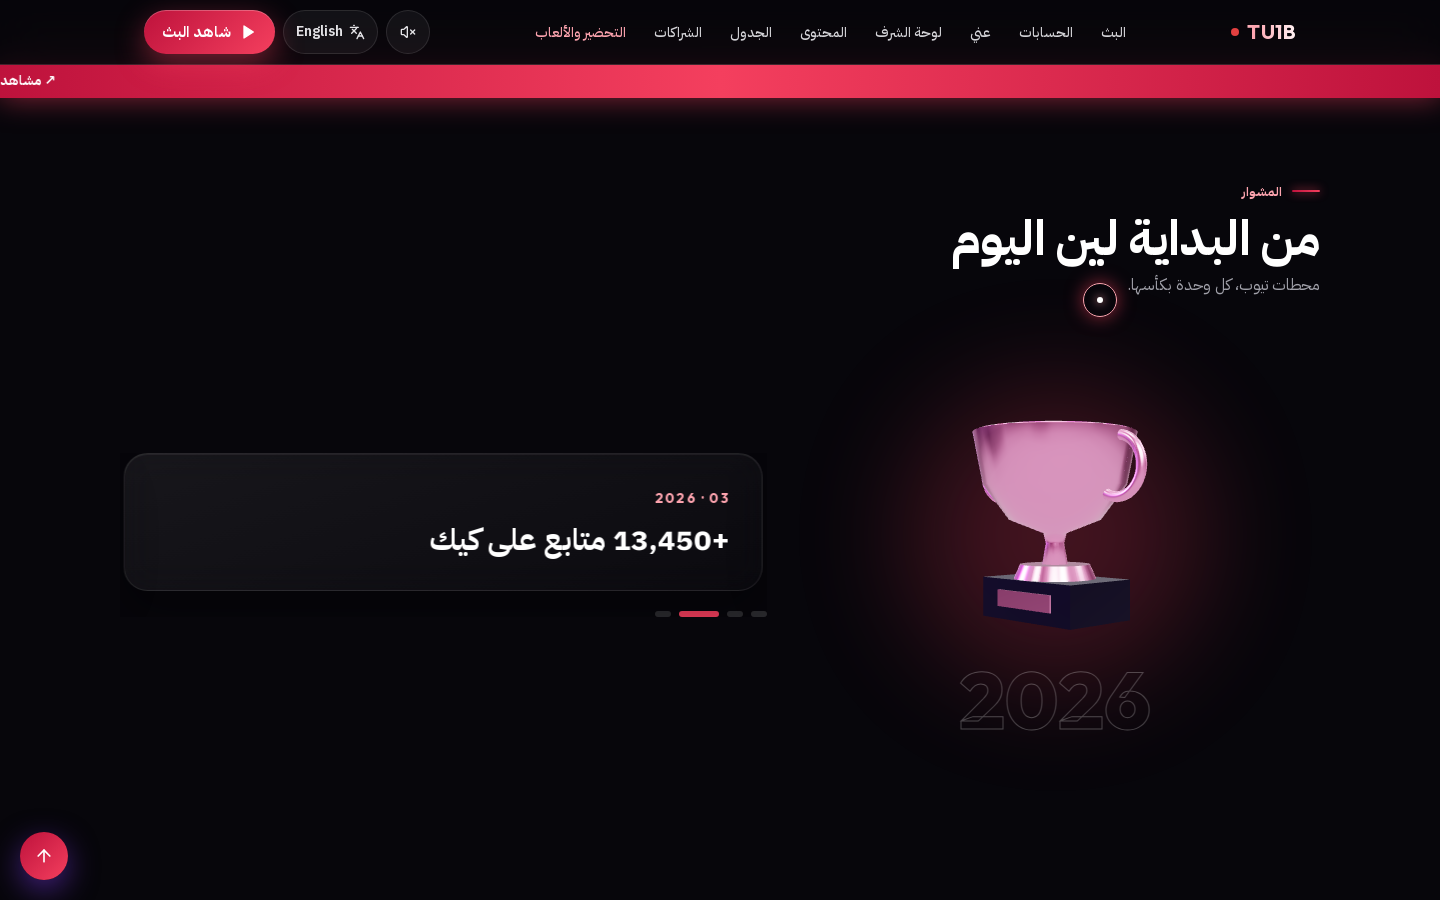 TU1B
البث
الحسابات
عني
لوحة الشرف
المحتوى
الجدول
الشراكات
التحضير والألعاب
English
شاهد البث
↗ مشاهد
المشوار
من البداية لين اليوم
محطات تيوب، كل وحدة بكأسها.
2026 · 03
+13,450 متابع على كيك
2026